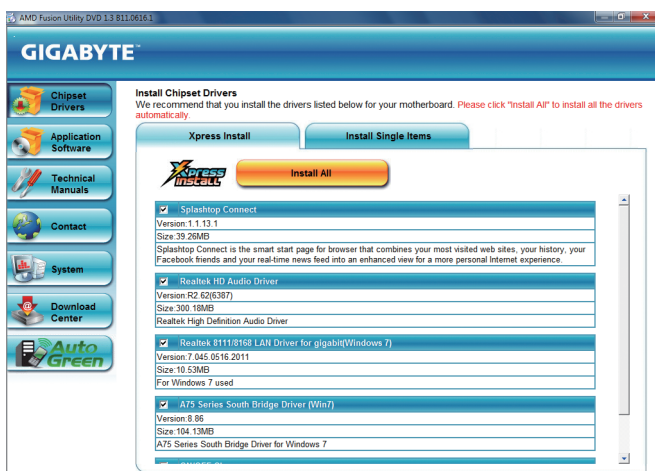 AMD Fusion Utility DVD 1.3 B11.0616.1
GIGABYTE™
Chipset
Drivers
Application
Software
Technical
Manuals
Contact
System
Download
Center
Auto
Green
Install Chipset Drivers
We recommend that you install the drivers listed below for your motherboard. Please click "Install All" to install all the drivers
automatically.
Xpress Install
Install Single Items
Xpress
Install
Install All
Splashtop Connect
Version:1.1.13.1
Size:39.26MB
Splashtop Connect is the smart start page for browser that combines your most visited web sites, your history, your
Facebook friends and your real-time news feed into an enhanced view for a more personal Internet experience.
Realtek HD Audio Driver
Version:R2.62(6387)
Size:300.18MB
Realtek High Definition Audio Driver
Realtek 8111/8168 LAN Driver for gigabit(Windows 7)
Version:7.045.0516.2011
Size:10.53MB
For Windows 7 used
A75 Series South Bridge Driver (Win7)
Version:8.86
Size:104.13MB
A75 Series South Bridge Driver for Windows 7